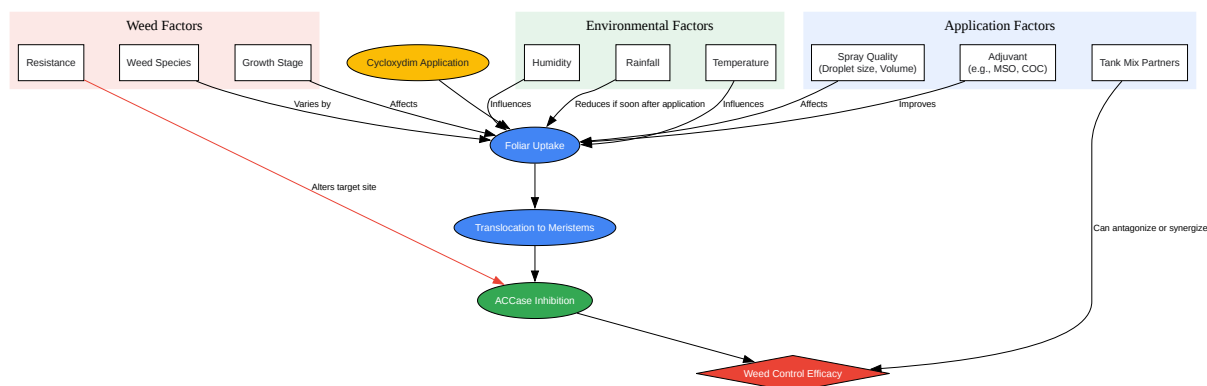 Weed Factors
Environmental Factors
Application Factors
Resistance
Weed Species
Growth Stage
Cycloxydim Application
Humidity
Rainfall
Temperature
Spray Quality
(Droplet size, Volume)
Adjuvant
(e.g., MSO, COC)
Tank Mix Partners
Varies by
Affects
Influences
Reduces if soon after application
Influences
Affects
Improves
Foliar Uptake
Alters target site
Translocation to Meristems
Can antagonize or synergize
ACCase Inhibition
Weed Control Efficacy